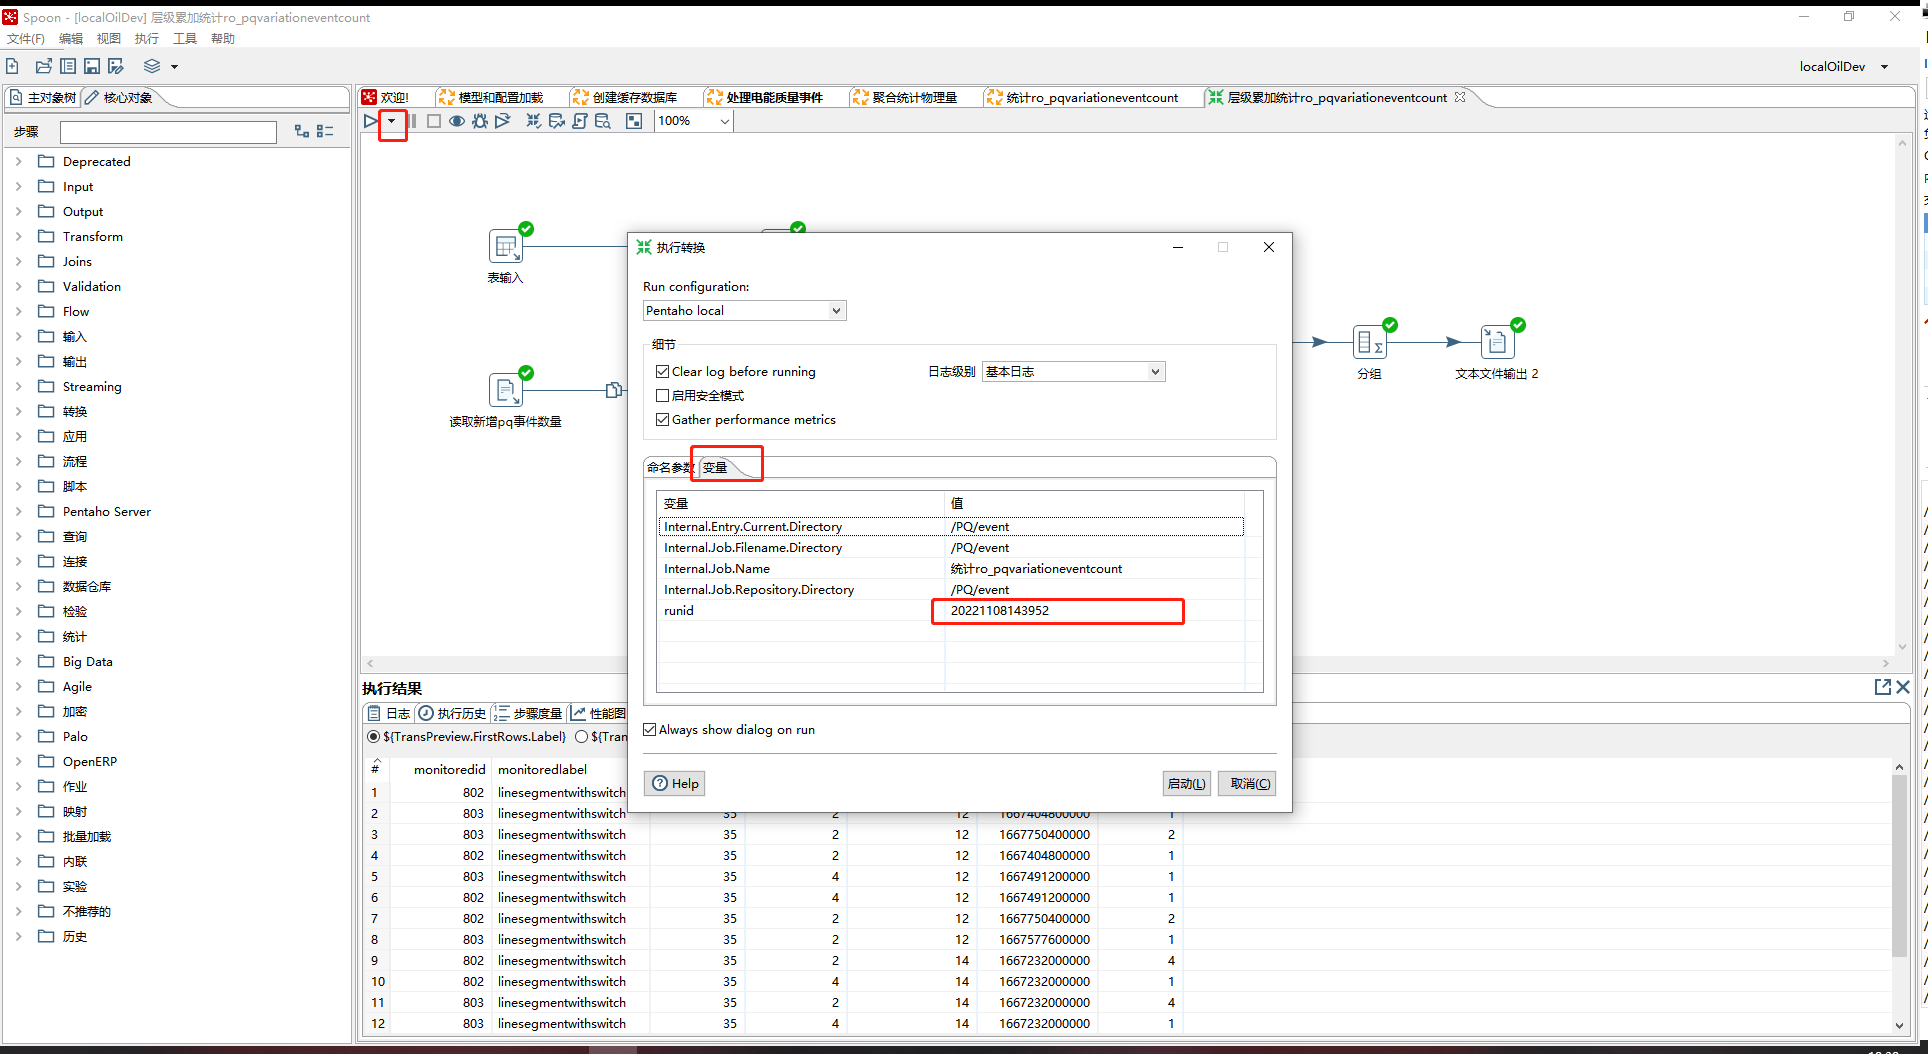 Spoon - [localOilDev] 层级累加统计ro_pqvariationeventcount
文件(F) 编辑 视图 执行 工具 帮助
localOilDev
主对象树 核心对象
欢迎! 模型和配置加载 创建缓存数据库 处理电能质量事件 聚合统计物理量 统计ro_pqvariationeventcount 层级累加统计ro_pqvariationeventcount
步骤
100%
Deprecated
Input
Output
Transform
Joins
Validation
Flow
输入
输出
Streaming
转换
应用
流程
脚本
Pentaho Server
查询
连接
数据仓库
检验
统计
Big Data
Agile
加密
Palo
OpenERP
作业
映射
批量加载
内联
实验
不推荐的
历史
表输入
读取新增pq事件数量
分组
文本文件输出 2
执行转换
Run configuration:
Pentaho local
细节
Clear log before running
日志级别 基本日志
启用安全模式
Gather performance metrics
命名参数 变量
变量 值
Internal.Entry.Current.Directory /PQ/event
Internal.Job.Filename.Directory /PQ/event
Internal.Job.Name 统计ro_pqvariationeventcount
Internal.Job.Repository.Directory /PQ/event
runid 20221108143952
Always show dialog on run
Help 启动(L) 取消(C)
执行结果
日志 执行历史 步骤度量 性能图
${TransPreview.FirstRows.Label} ${Tran
# monitoredid monitoredlabel
1 802 linesegmentwithswitch
2 803 linesegmentwithswitch 35 2 12 1667404800000 1
3 803 linesegmentwithswitch 35 2 12 1667750400000 2
4 802 linesegmentwithswitch 35 2 12 1667404800000 1
5 803 linesegmentwithswitch 35 4 12 1667491200000 1
6 802 linesegmentwithswitch 35 4 12 1667491200000 1
7 802 linesegmentwithswitch 35 2 12 1667750400000 2
8 803 linesegmentwithswitch 35 2 12 1667577600000 1
9 802 linesegmentwithswitch 35 2 14 1667232000000 4
10 802 linesegmentwithswitch 35 4 14 1667232000000 1
11 803 linesegmentwithswitch 35 2 14 1667232000000 4
12 803 linesegmentwithswitch 35 4 14 1667232000000 1